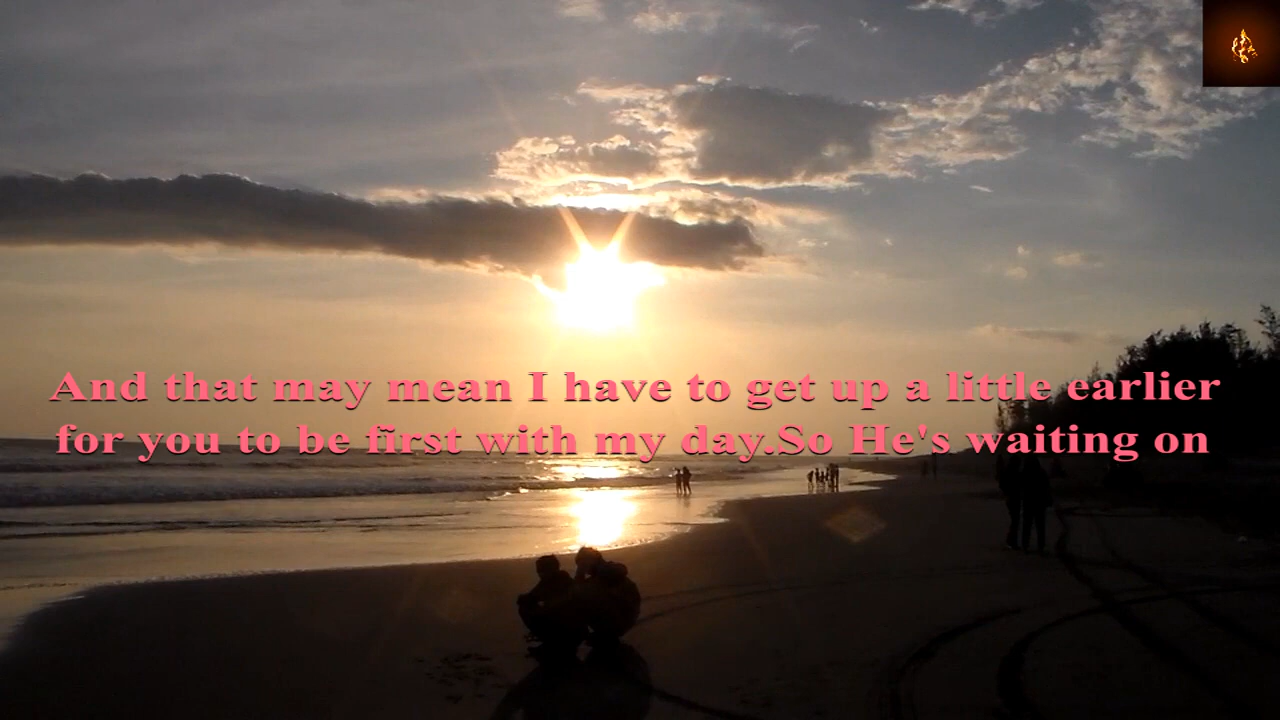 And that may mean I have to get up a little earlier
for you to be first with my day.So He's waiting on